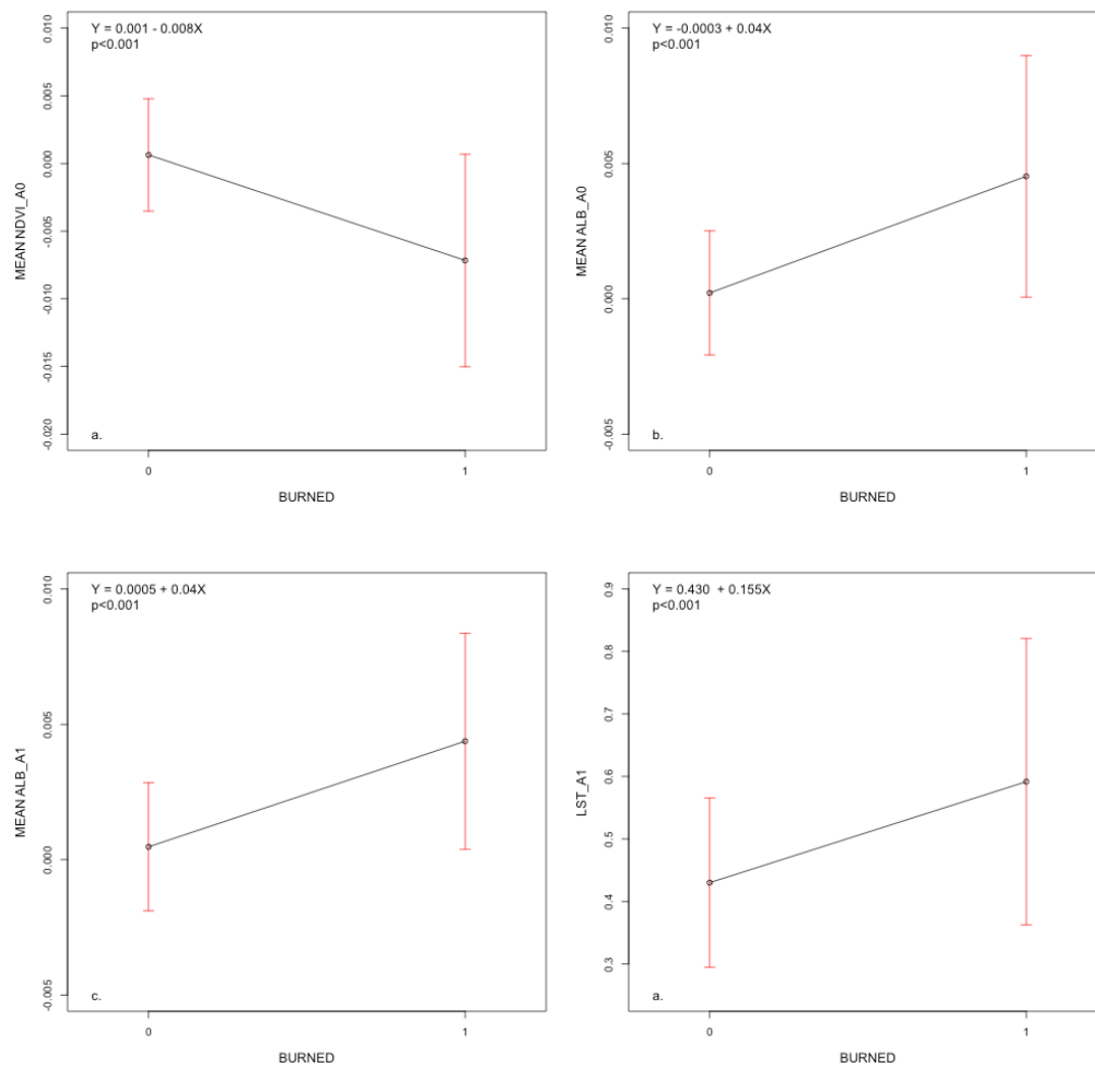 Y = 0.001 - 0.008X
p<0.001
MEAN NDVI_A0
0.010
0.005
0.000
-0.005
-0.010
-0.015
-0.020
a.
0
1
BURNED
Y = -0.0003 + 0.04X
p<0.001
MEAN ALB_A0
0.010
0.005
0.000
-0.005
b.
0
1
BURNED
Y = 0.0005 + 0.04X
p<0.001
MEAN ALB_A1
0.010
0.005
0.000
-0.005
c.
0
1
BURNED
Y = 0.430 + 0.155X
p<0.001
LST_A1
0.9
0.8
0.7
0.6
0.5
0.4
0.3
a.
0
1
BURNED